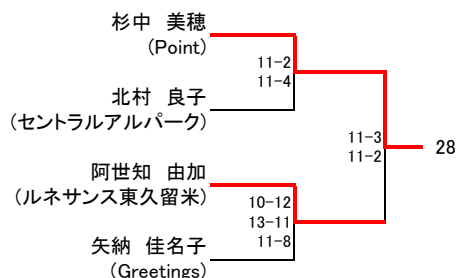 杉中　美穂
(Point)
11-2
11-4
北村　良子
(セントラルアルパーク)
11-3
11-2
28
阿世知　由加
(ルネサンス東久留米)
10-12
13-11
11-8
矢納　佳名子
(Greetings)